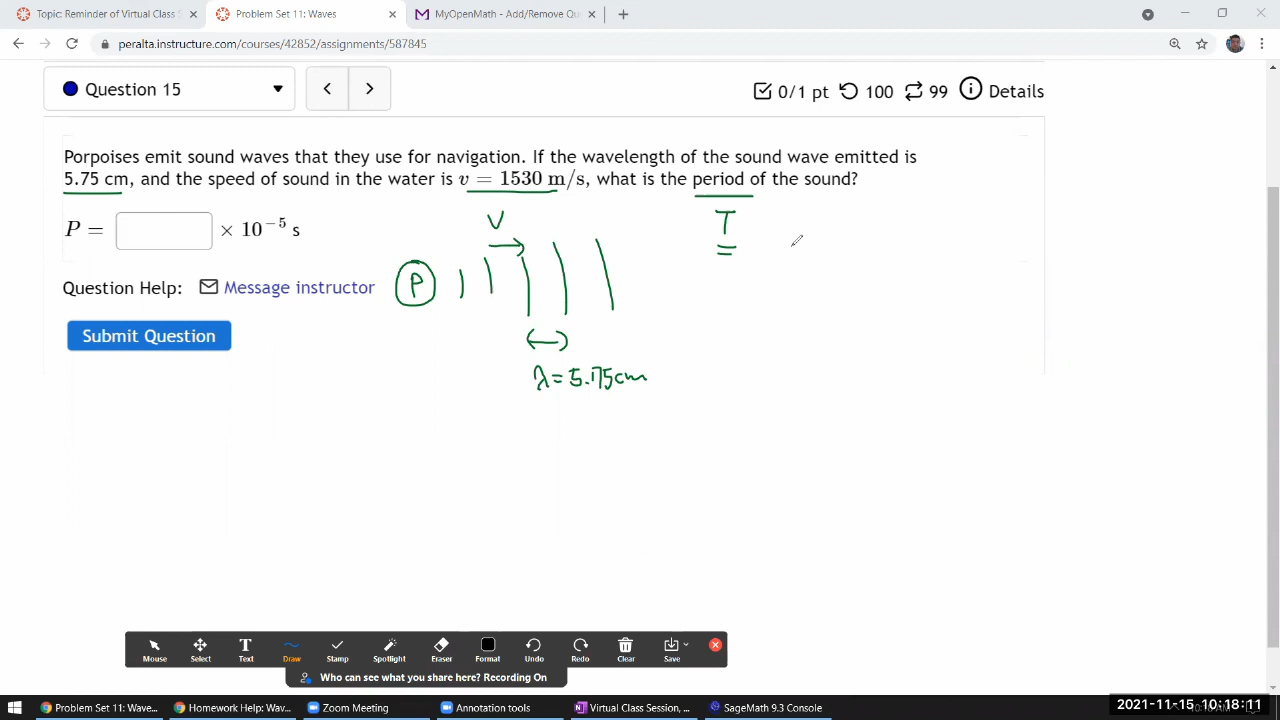 Topic: Reminder of Virtual Class S
Problem Set 11: Waves
MyOpenMath - Add/Remove Qu
peralta.instructure.com/courses/42852/assignments/587845
Question 15
0/1 pt 100 99 Details
Porpoises emit sound waves that they use for navigation. If the wavelength of the sound wave emitted is
5.75 cm, and the speed of sound in the water is v = 1530 m/s, what is the period of the sound?
P = × 10⁻⁵ s
V
T
=
Question Help: Message instructor
P
Submit Question
λ = 5.75cm
Mouse Select Text Draw Stamp Spotlight Eraser Format Undo Redo Clear Save
Who can see what you share here? Recording On
Problem Set 11: Wave...
Homework Help: Wav...
Zoom Meeting
Annotation tools
Virtual Class Session, ...
SageMath 9.3 Console
2021-11-15 10:18:11